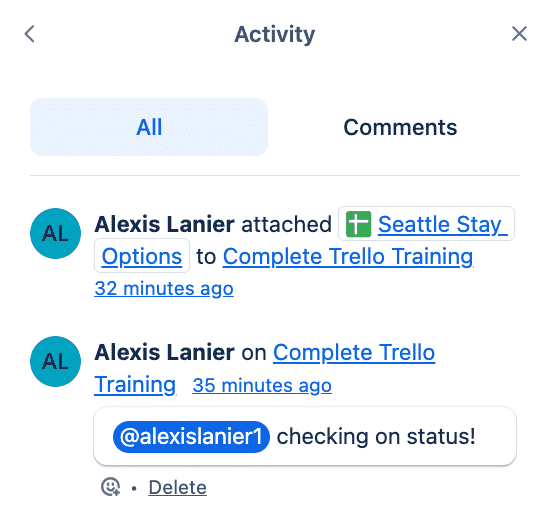 Activity
All Comments
AL Alexis Lanier attached Seattle Stay
Options to Complete Trello Training
32 minutes ago
AL Alexis Lanier on Complete Trello
Training 35 minutes ago
@alexislanier1 checking on status!
• Delete